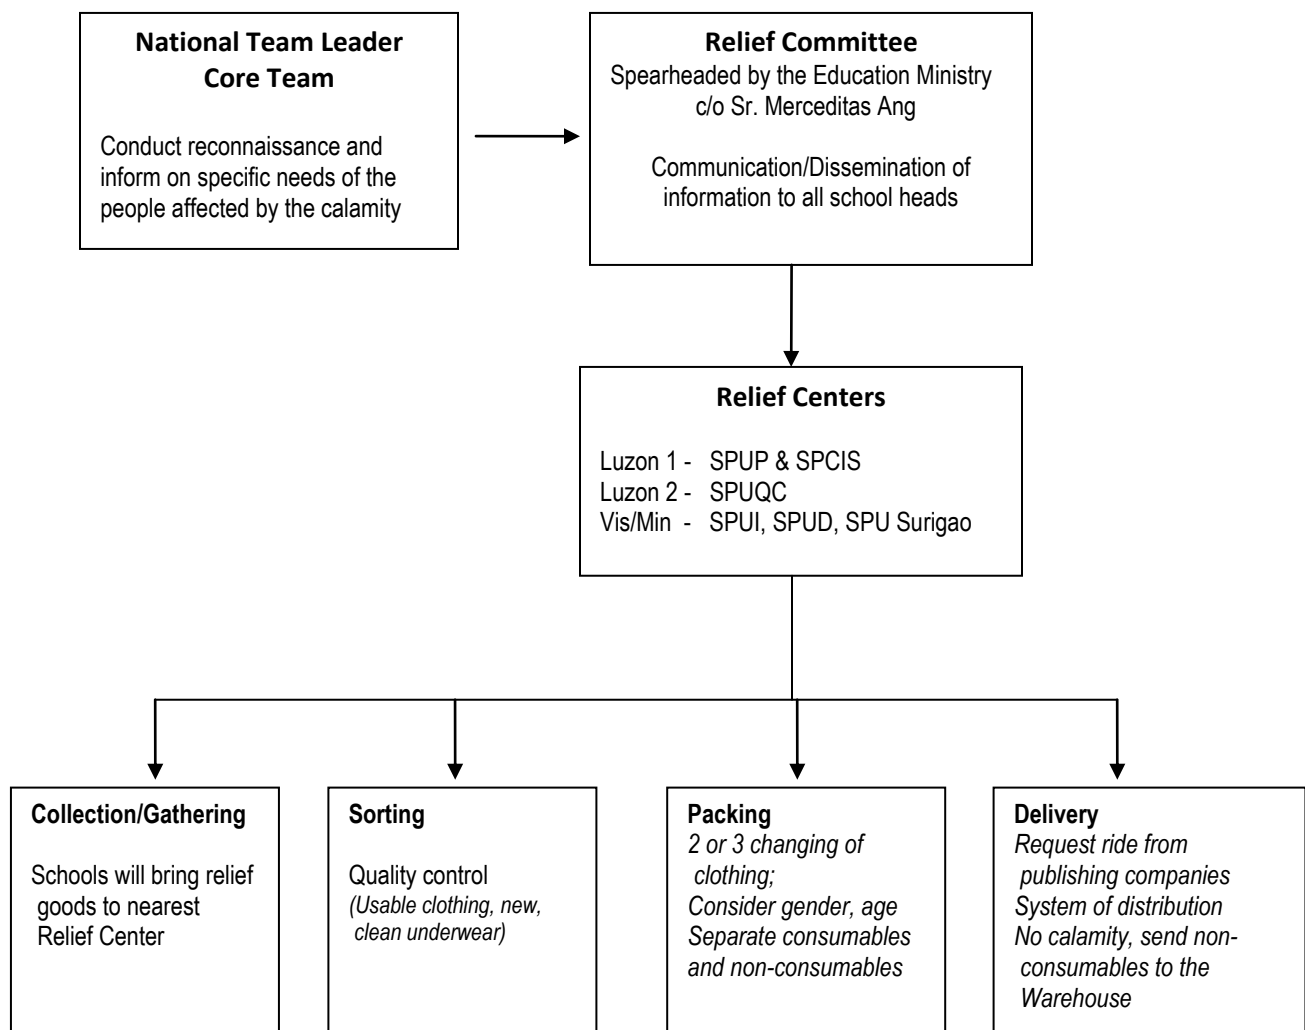 National Team Leader
Core Team
Conduct reconnaissance and
inform on specific needs of the
people affected by the calamity
Relief Committee
Spearheaded by the Education Ministry
c/o Sr. Merceditas Ang
Communication/Dissemination of
information to all school heads
Relief Centers
Luzon 1 - SPUP & SPCIS
Luzon 2 - SPUQC
Vis/Min - SPUI, SPUD, SPU Surigao
Collection/Gathering
Schools will bring relief
goods to nearest
Relief Center
Sorting
Quality control
(Usable clothing, new,
clean underwear)
Packing
2 or 3 changing of
clothing;
Consider gender, age
Separate consumables
and non-consumables
Delivery
Request ride from
publishing companies
System of distribution
No calamity, send non-
consumables to the
Warehouse